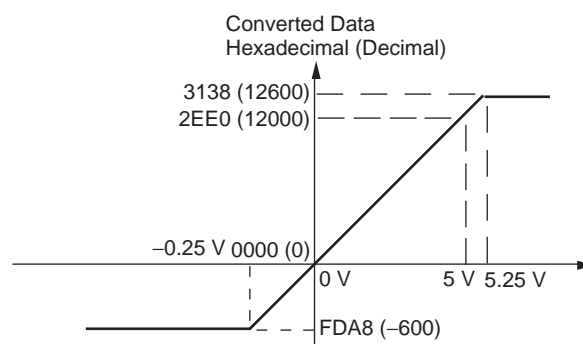 Converted Data
Hexadecimal (Decimal)
3138 (12600)
2EE0 (12000)
−0.25 V 0000 (0)
0 V
5 V
5.25 V
FDA8 (−600)